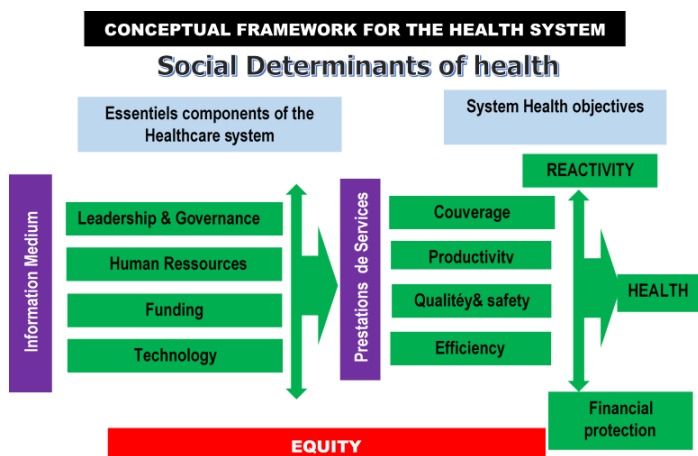 CONCEPTUAL FRAMEWORK FOR THE HEALTH SYSTEM
Social Determinants of health
Essentiels components of the
Healthcare system
System Health objectives
Information Medium
Leadership & Governance
Human Ressources
Funding
Technology
Prestations de Services
Couverage
Productivity
Qualitéy& safety
Efficiency
REACTIVITY
HEALTH
Financial
protection
EQUITY